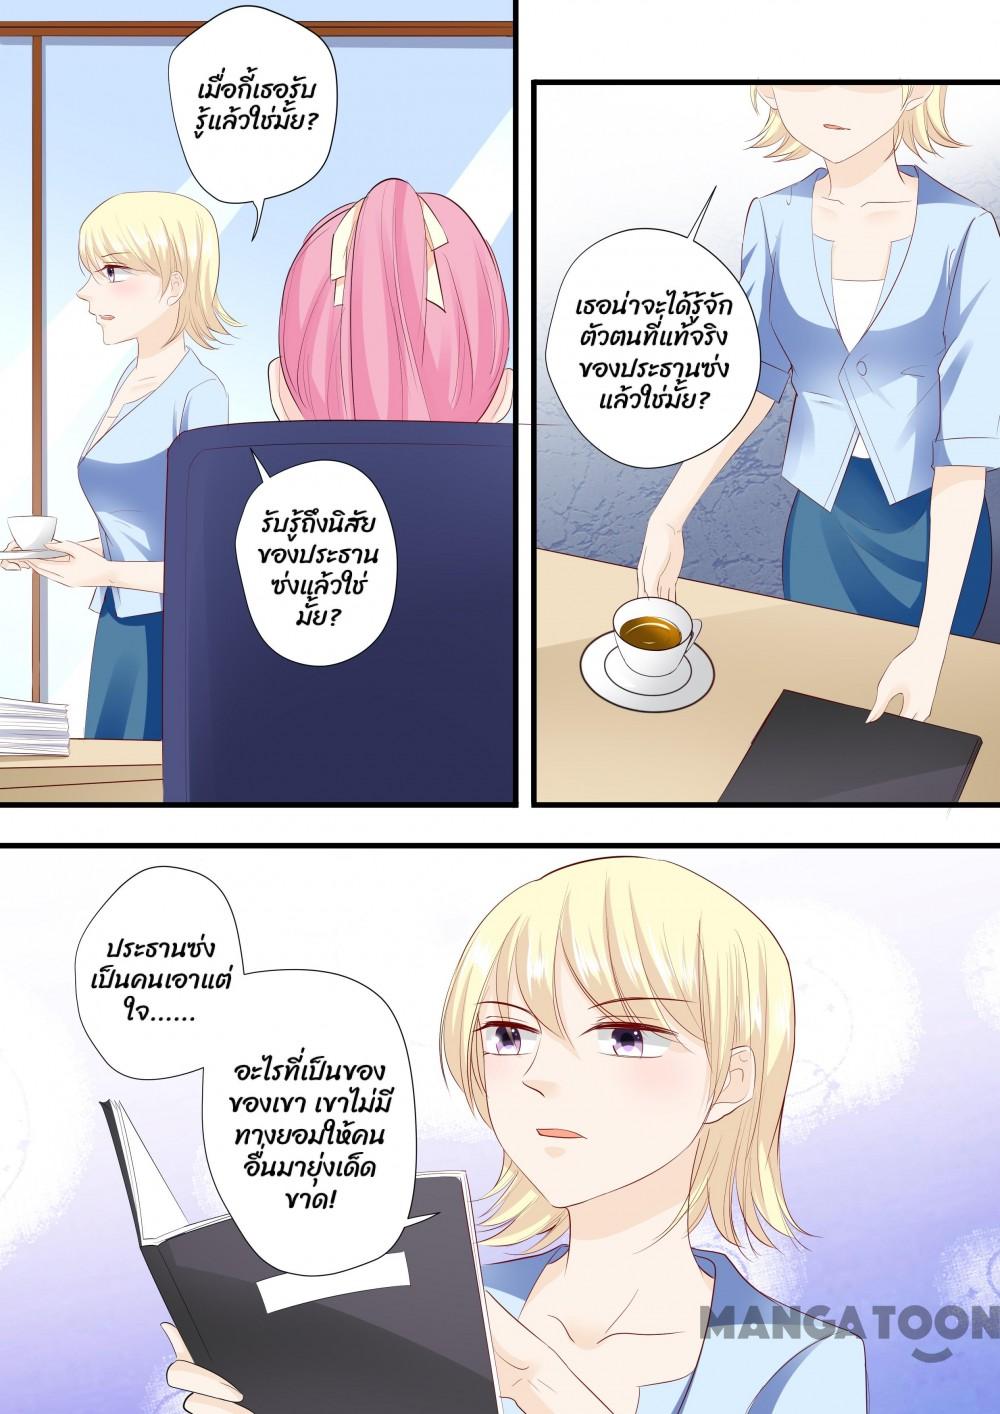 เมื่อกี้เธอรับ
รู้แล้วใช่มั้ย?
รับรู้ถึงนิสัย
ของประธาน
ซ่งแล้วใช่
มั้ย?
เธอน่าจะได้รู้จัก
ตัวตนที่แท้จริง
ของประธานซ่ง
แล้วใช่มั้ย?
ประธานซ่ง
เป็นคนเอาแต่
ใจ......
อะไรที่เป็นของ
ของเขา เขาไม่มี
ทางยอมให้คน
อื่นมายุ่งเด็ด
ขาด!
MANGATOON